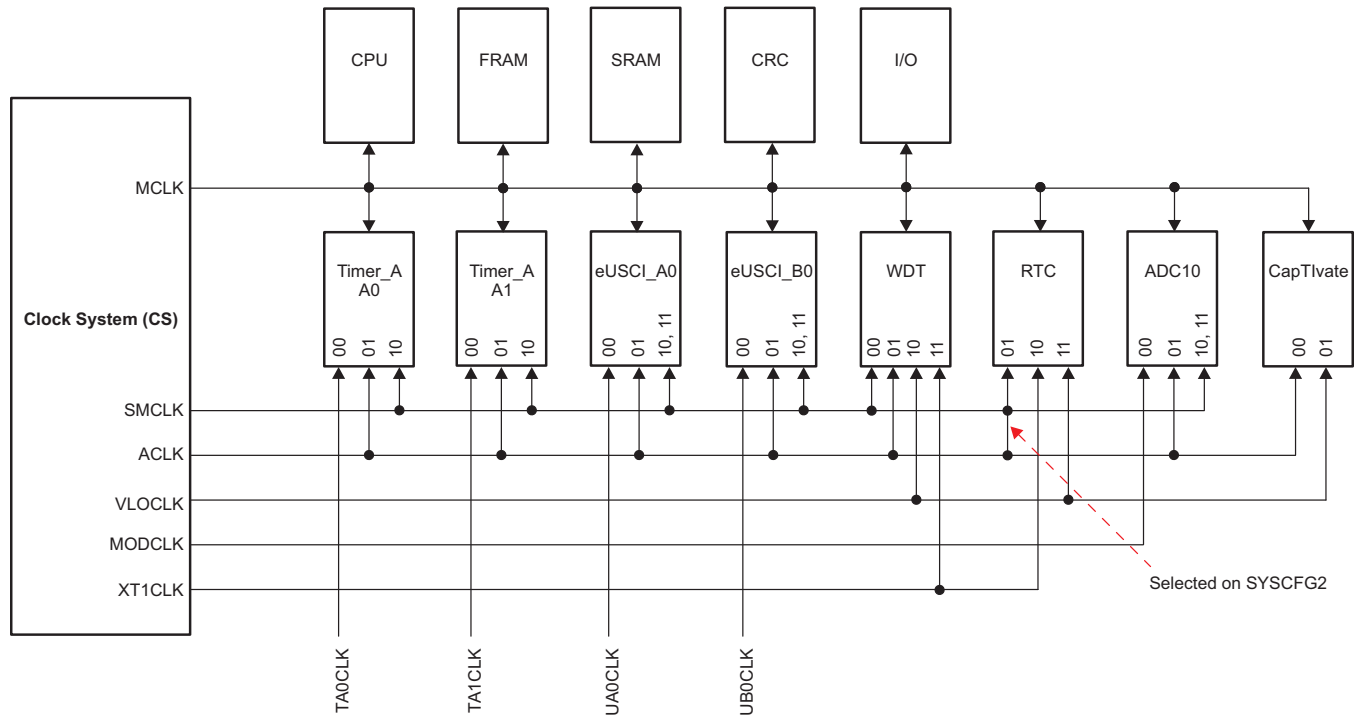 CPU
FRAM
SRAM
CRC
I/O
MCLK
Timer_A
A0
Timer_A
A1
eUSCI_A0
eUSCI_B0
WDT
RTC
ADC10
CapTIvate
Clock System (CS)
00
01
10
00
01
10
00
01
10, 11
00
01
10, 11
00
01
10
11
01
10
11
00
01
10, 11
00
01
SMCLK
ACLK
VLOCLK
MODCLK
XT1CLK
Selected on SYSCFG2
TA0CLK
TA1CLK
UA0CLK
UB0CLK